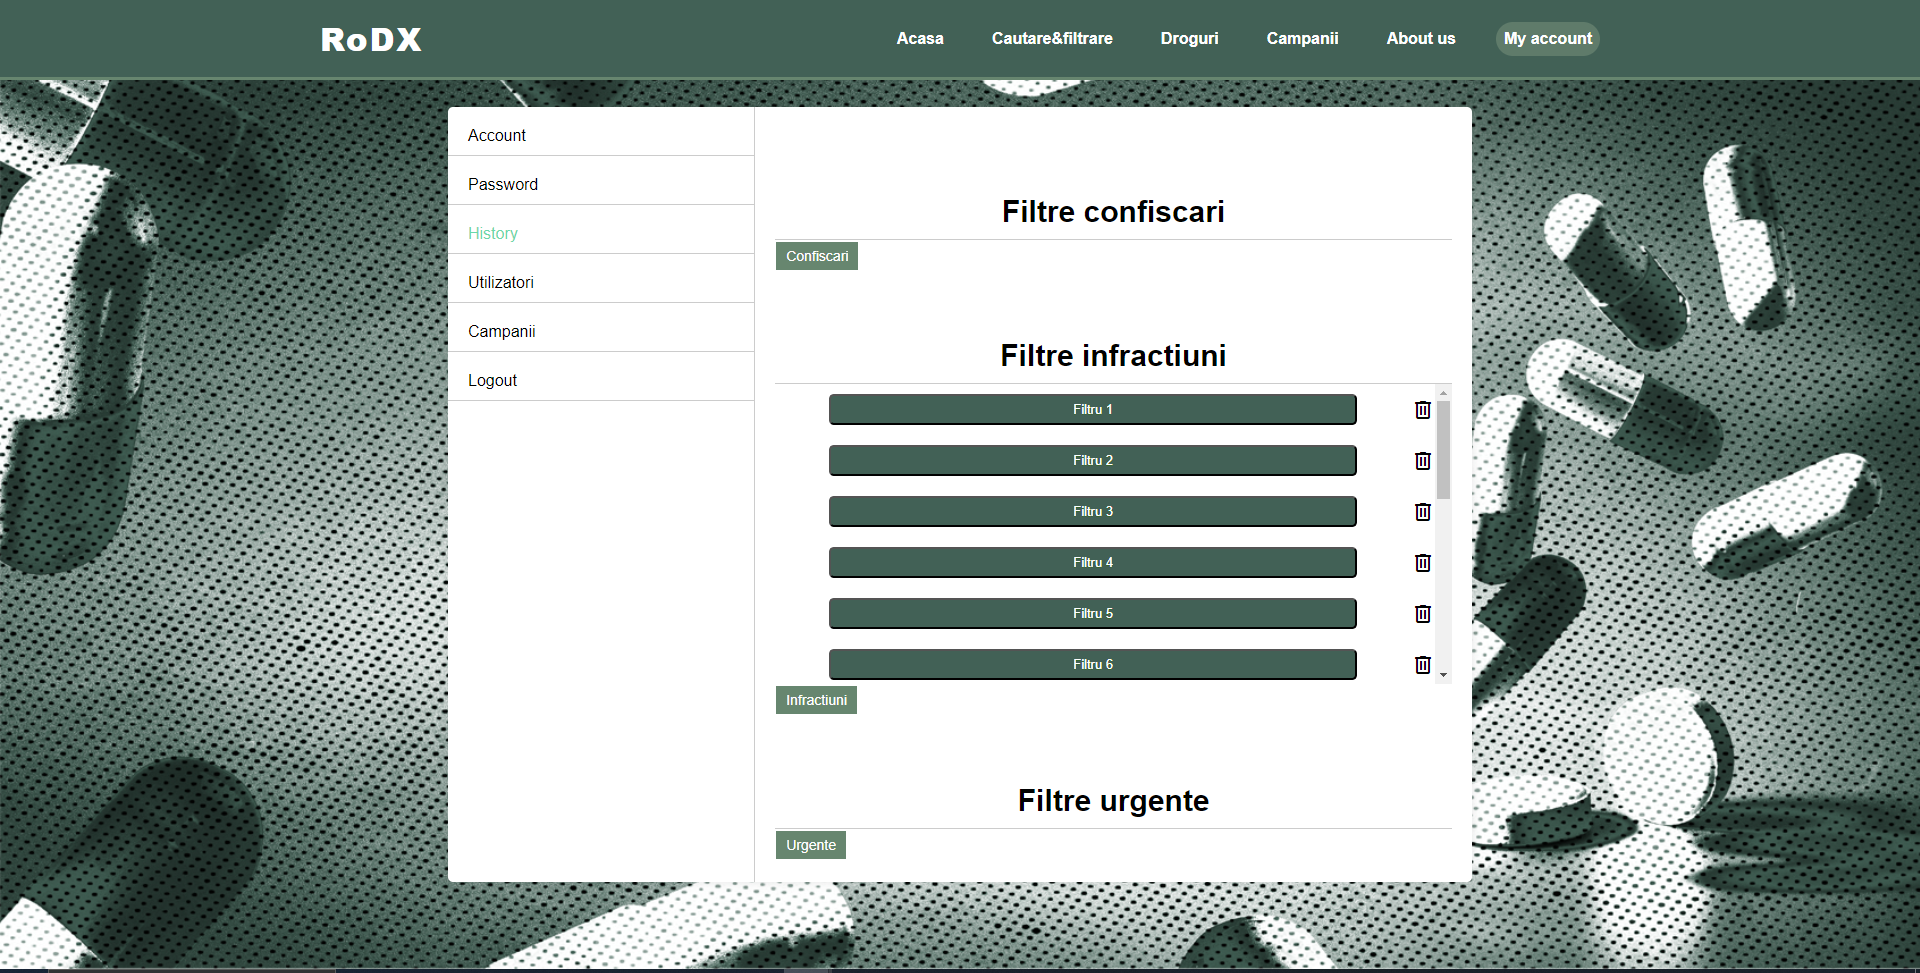 RoDX
Acasa
Cautare&filtrare
Droguri
Campanii
About us
My account
Account
Password
History
Utilizatori
Campanii
Logout
Filtre confiscari
Confiscari
Filtre infractiuni
Filtru 1
Filtru 2
Filtru 3
Filtru 4
Filtru 5
Filtru 6
Infractiuni
Filtre urgente
Urgente